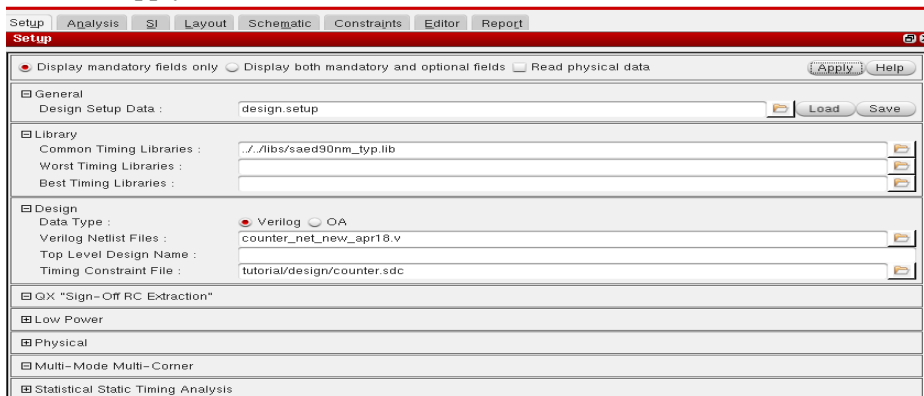 Setup Analysis SI Layout Schematic Constraints Editor Report
Setup
Display mandatory fields only Display both mandatory and optional fields Read physical data Apply Help
General
Design Setup Data : design.setup Load Save
Library
Common Timing Libraries : ../../libs/saed90nm_typ.lib
Worst Timing Libraries :
Best Timing Libraries :
Design
Data Type : Verilog OA
Verilog Netlist Files : counter_net_new_apr18.v
Top Level Design Name :
Timing Constraint File : tutorial/design/counter.sdc
QX "Sign-Off RC Extraction"
Low Power
Physical
Multi-Mode Multi-Corner
Statistical Static Timing Analysis